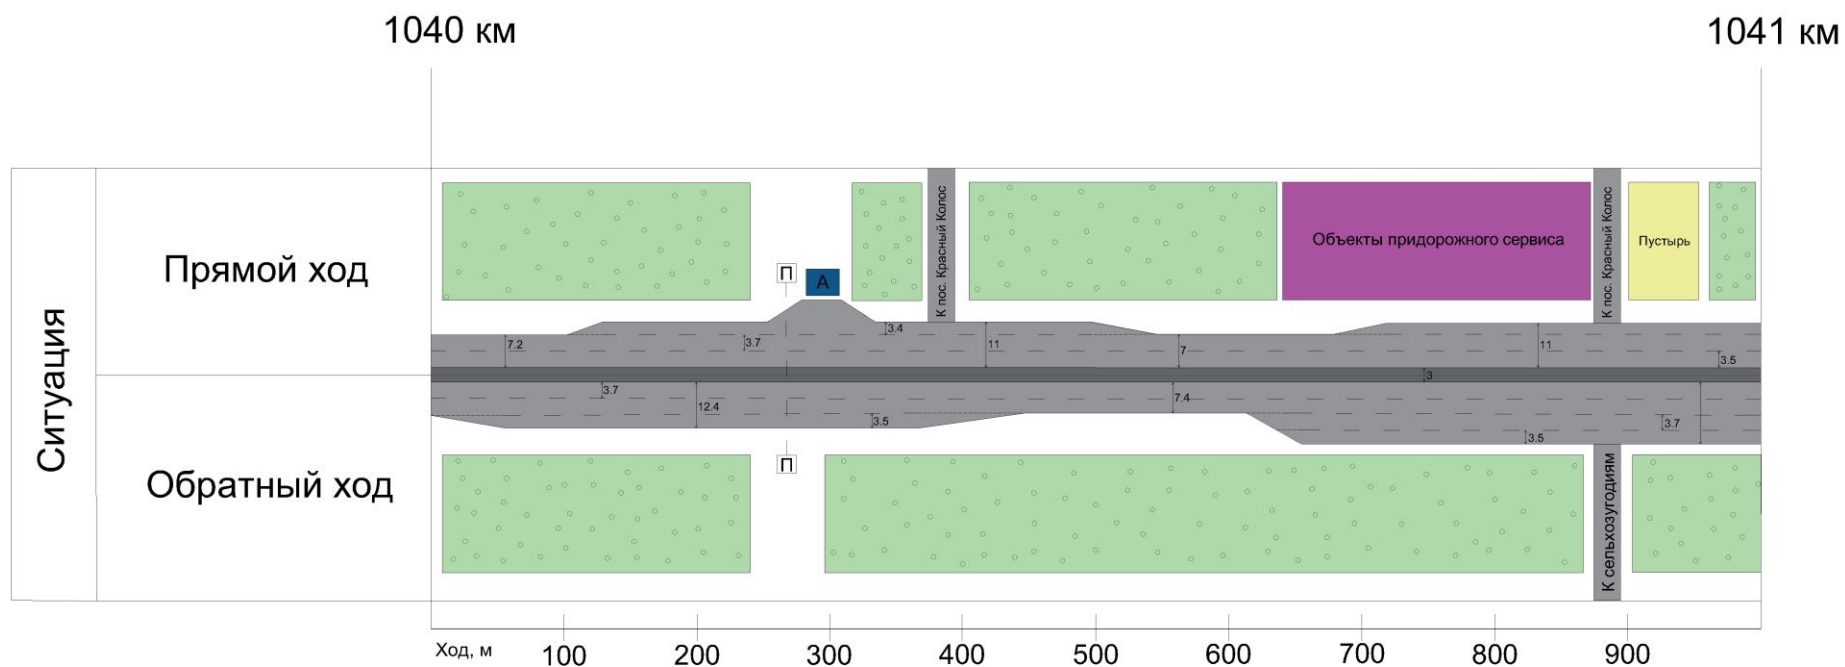 1040 км
1041 км
Ситуация
Прямой ход
Обратный ход
К пос. Красный Колос
Объекты придорожного сервиса
К пос. Красный Колос
Пустырь
П
А
7.2
3.7
3.4
11
7
11
3.5
3
3.7
12.4
3.5
7.4
3.5
3.7
П
К сельхозугодиям
Ход, м
100
200
300
400
500
600
700
800
900